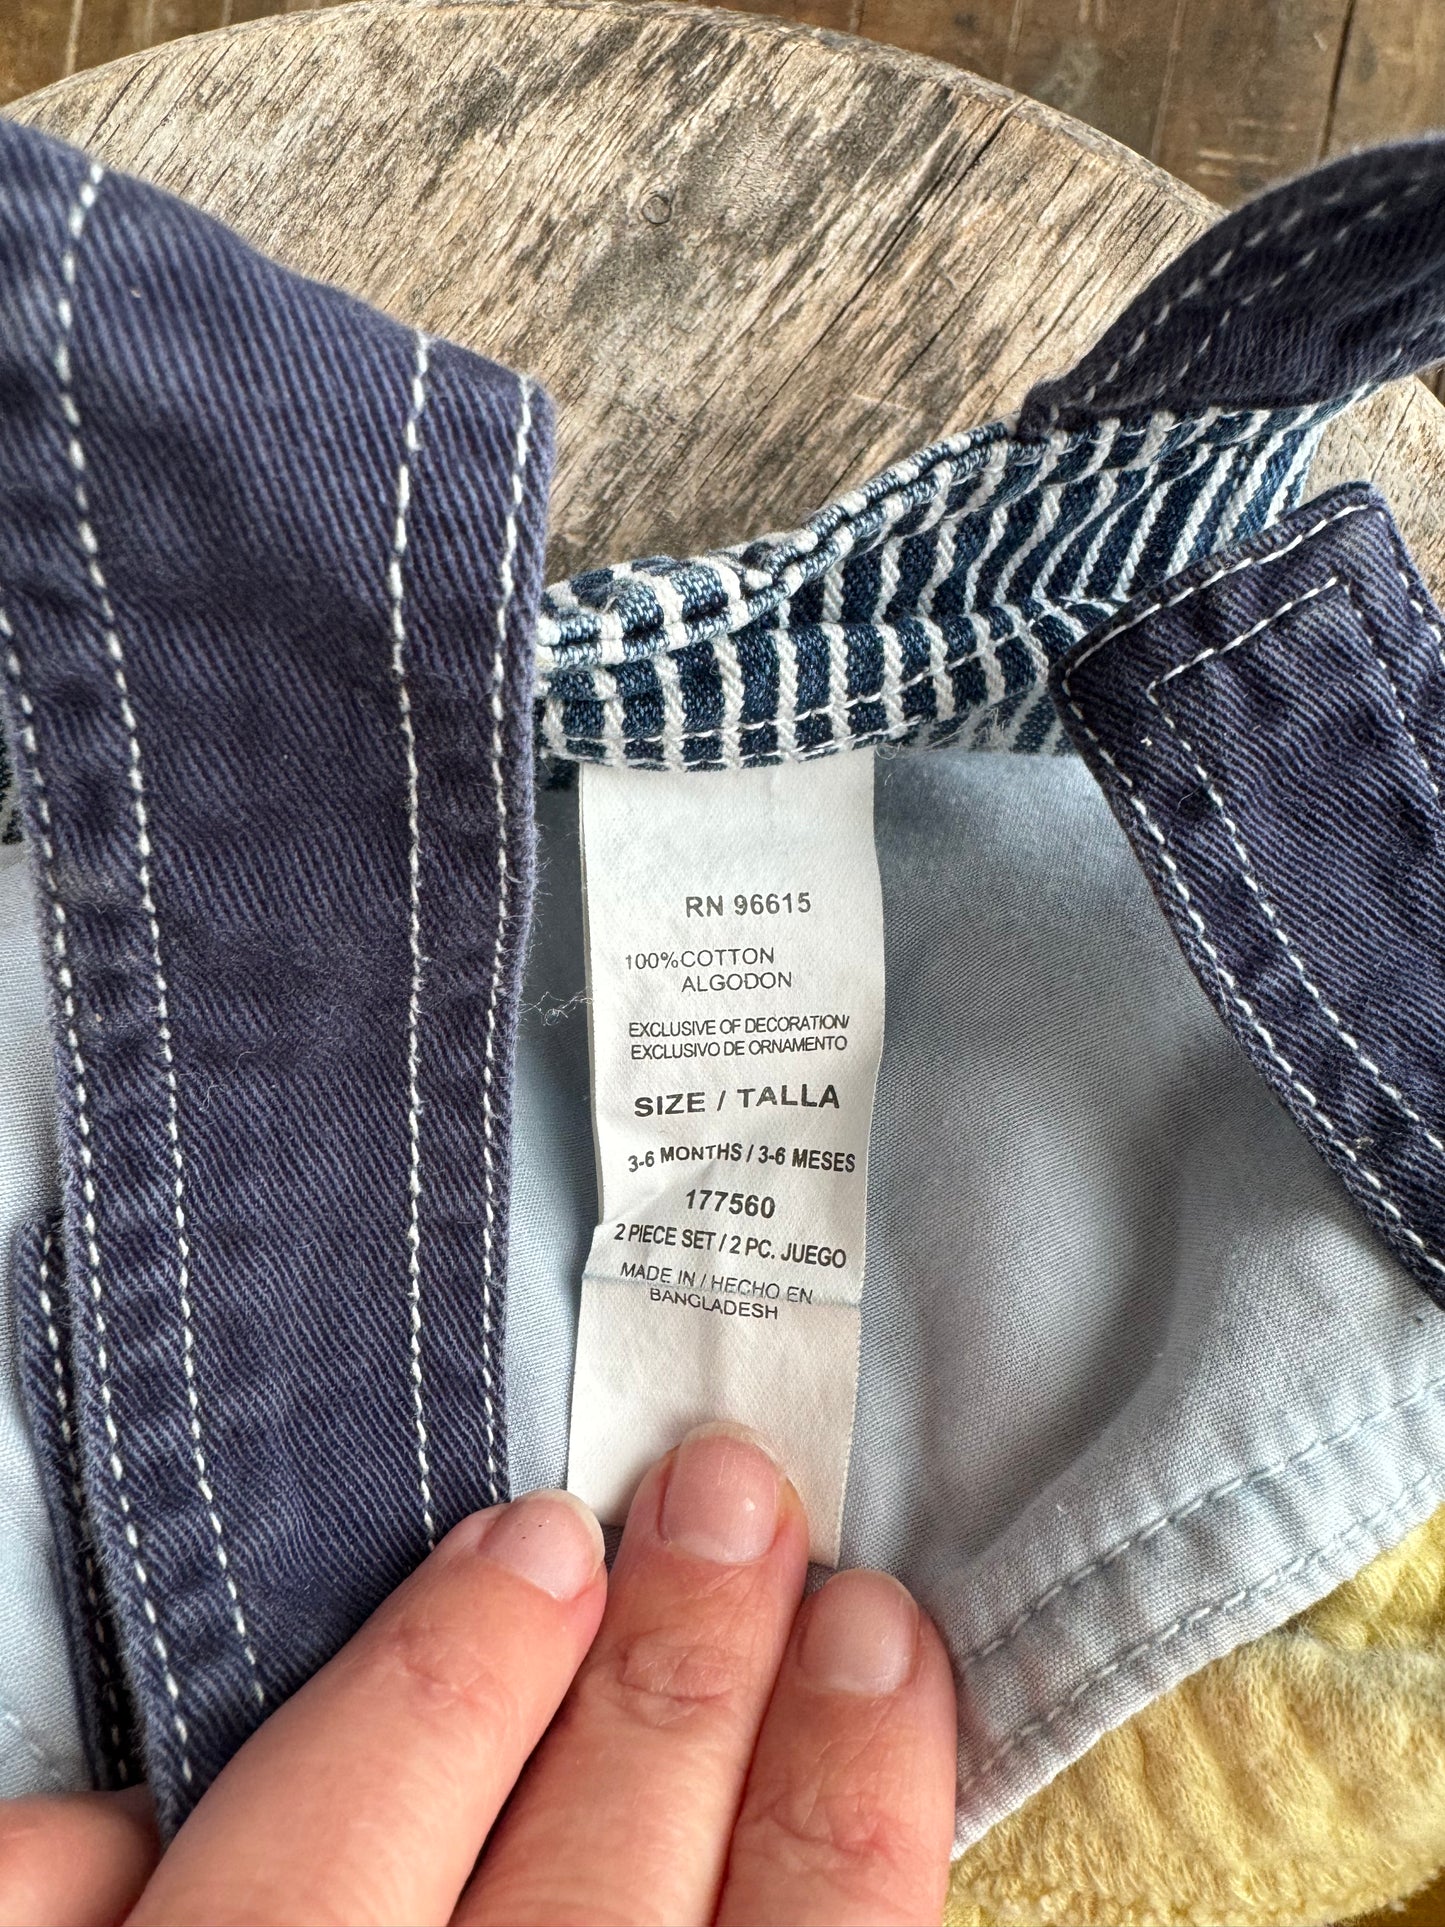 RN 96615
100%COTTON
ALGODON
EXCLUSIVE OF DECORATION/
EXCLUSIVO DE ORNAMENTO
SIZE / TALLA
3-6 MONTHS / 3-6 MESES
177560
2 PIECE SET / 2 PC. JUEGO
MADE IN / HECHO EN
BANGLADESH